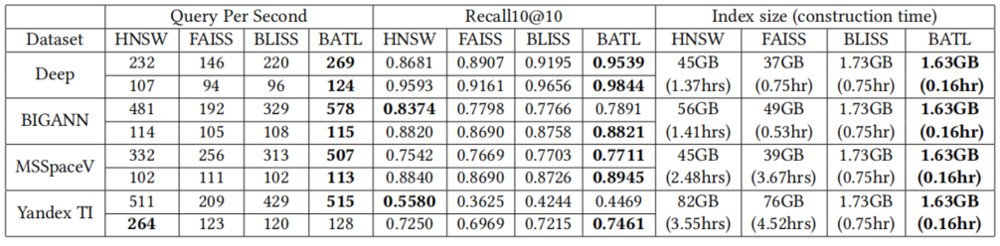 Query Per Second Recall10@10 Index size (construction time)
Dataset HNSW FAISS BLISS BATL HNSW FAISS BLISS BATL HNSW FAISS BLISS BATL
Deep 232 146 220 269 0.8681 0.8907 0.9195 0.9539 45GB 37GB 1.73GB 1.63GB
107 94 96 124 0.9593 0.9161 0.9656 0.9844 (1.37hrs) (0.75hr) (0.75hr) (0.16hr)
BIGANN 481 192 329 578 0.8374 0.7798 0.7766 0.7891 56GB 49GB 1.73GB 1.63GB
114 105 108 115 0.8820 0.8690 0.8758 0.8821 (1.41hrs) (0.53hr) (0.75hr) (0.16hr)
MSSpaceV 332 256 313 507 0.7542 0.7669 0.7703 0.7711 45GB 39GB 1.73GB 1.63GB
102 111 102 113 0.8840 0.8690 0.8726 0.8945 (2.48hrs) (3.67hrs) (0.75hr) (0.16hr)
Yandex TI 511 209 429 515 0.5580 0.3625 0.4244 0.4469 82GB 76GB 1.73GB 1.63GB
264 123 120 128 0.7250 0.6969 0.7215 0.7461 (3.55hrs) (4.52hrs) (0.75hr) (0.16hr)